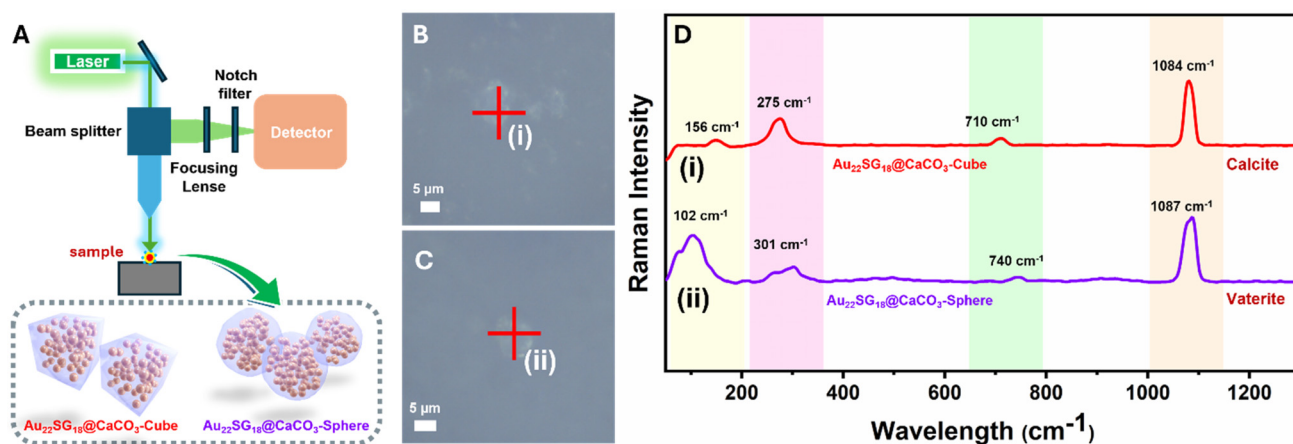 A
Laser
Notch
filter
Beam splitter
Detector
Focusing
Lense
sample
Au₂₂SG₁₈@CaCO₃-Cube
Au₂₂SG₁₈@CaCO₃-Sphere
B
(i)
5 µm
C
(ii)
5 µm
D
Raman Intensity
156 cm⁻¹
275 cm⁻¹
710 cm⁻¹
1084 cm⁻¹
(i)
Au₂₂SG₁₈@CaCO₃-Cube
Calcite
102 cm⁻¹
301 cm⁻¹
740 cm⁻¹
1087 cm⁻¹
(ii)
Au₂₂SG₁₈@CaCO₃-Sphere
Vaterite
200 400 600 800 1000 1200
Wavelength (cm⁻¹)